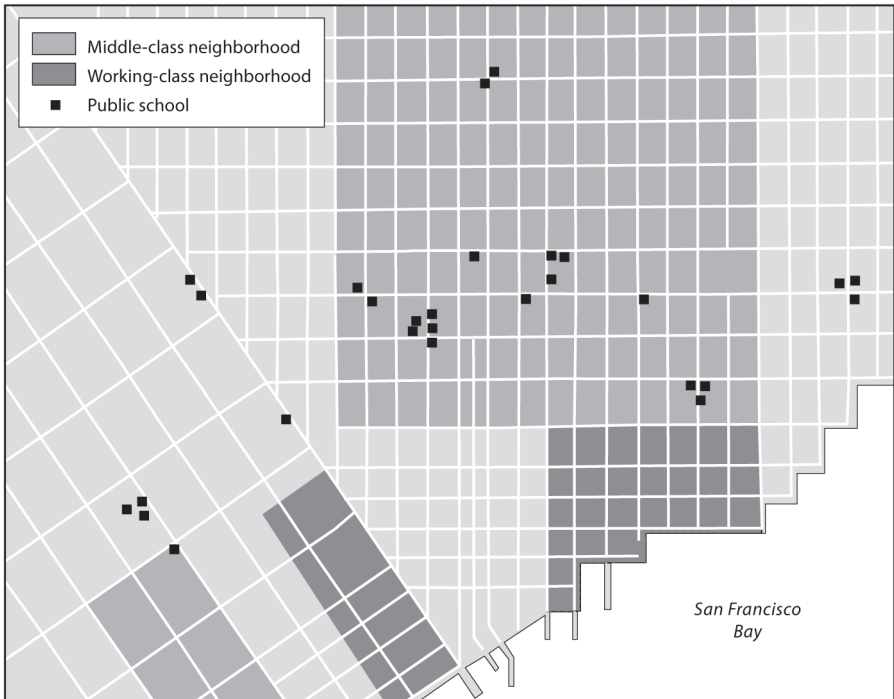 Middle-class neighborhood
Working-class neighborhood
Public school
San Francisco
Bay